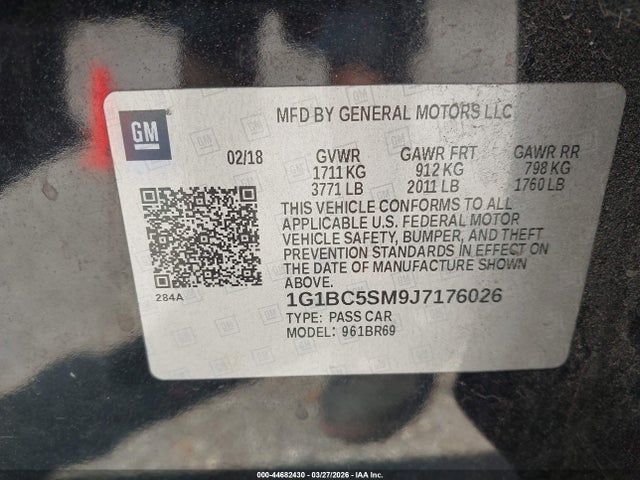 GM
MFD BY GENERAL MOTORS LLC
02/18 GVWR GAWR FRT GAWR RR
1711 KG 912 KG 798 KG
3771 LB 2011 LB 1760 LB
THIS VEHICLE CONFORMS TO ALL
APPLICABLE U.S. FEDERAL MOTOR
VEHICLE SAFETY, BUMPER, AND THEFT
PREVENTION STANDARDS IN EFFECT ON
THE DATE OF MANUFACTURE SHOWN
ABOVE.
284A
1G1BC5SM9J7176026
TYPE: PASS CAR
MODEL: 961BR69
000-44682430 - 03/27/2026 - IAA Inc.